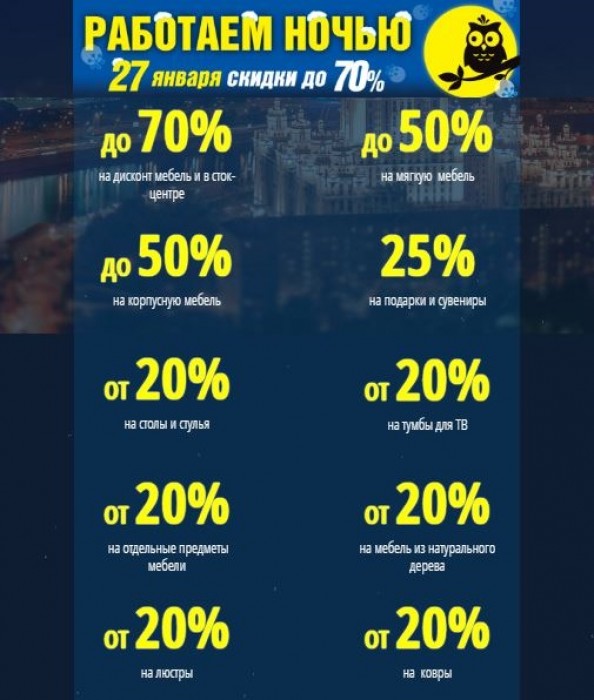 РАБОТАЕМ НОЧЬЮ
27 января скидки до 70%
до 70%
на дисконт мебель и в сток-
центре
до 50%
на мягкую мебель
до 50%
на корпусную мебель
25%
на подарки и сувениры
от 20%
на столы и стулья
от 20%
на тумбы для ТВ
от 20%
на отдельные предметы
мебели
от 20%
на мебель из натурального
дерева
от 20%
на люстры
от 20%
на ковры